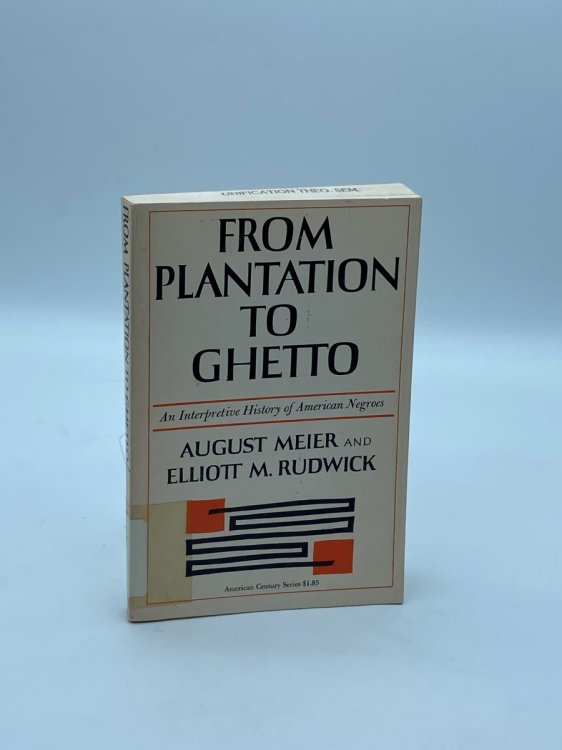 UNIFICATION THEO. SEM.
FROM PLANTATION TO GHETTO
FROM
PLANTATION
TO
GHETTO
An Interpretive History of American Negroes
AUGUST MEIER AND
ELLIOTT M. RUDWICK
American Century Series $1.85